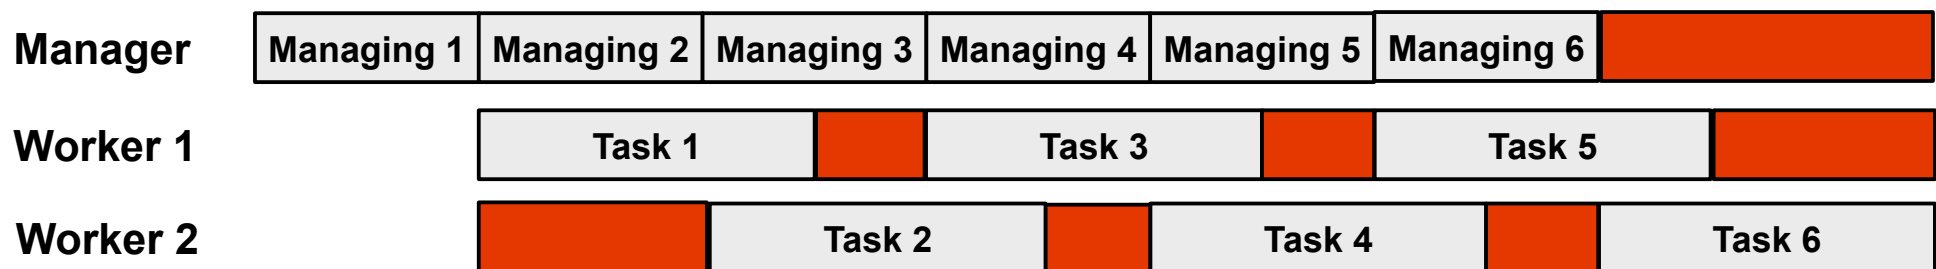 Manager Managing 1 Managing 2 Managing 3 Managing 4 Managing 5 Managing 6
Worker 1 Task 1 Task 3 Task 5
Worker 2 Task 2 Task 4 Task 6